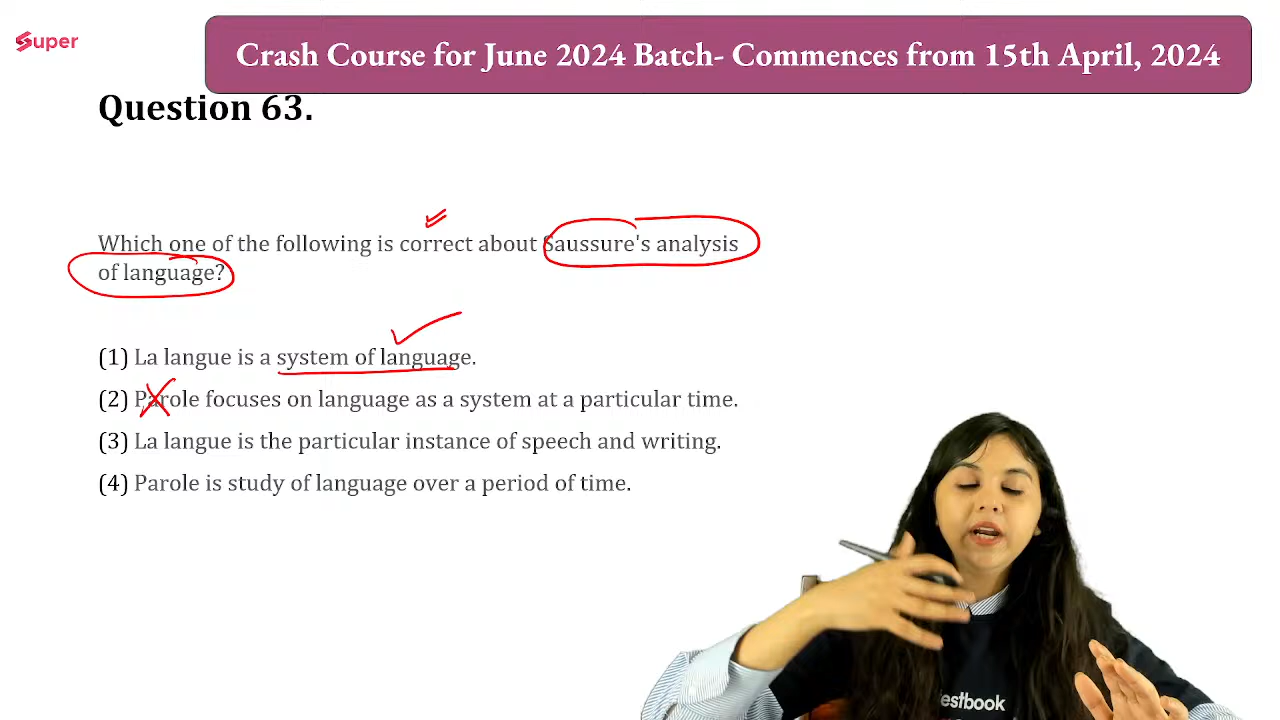 Super
Crash Course for June 2024 Batch- Commences from 15th April, 2024
Question 63.
Which one of the following is correct about Saussure's analysis
of language?
(1) La langue is a system of language.
(2) Parole focuses on language as a system at a particular time.
(3) La langue is the particular instance of speech and writing.
(4) Parole is study of language over a period of time.
testbook